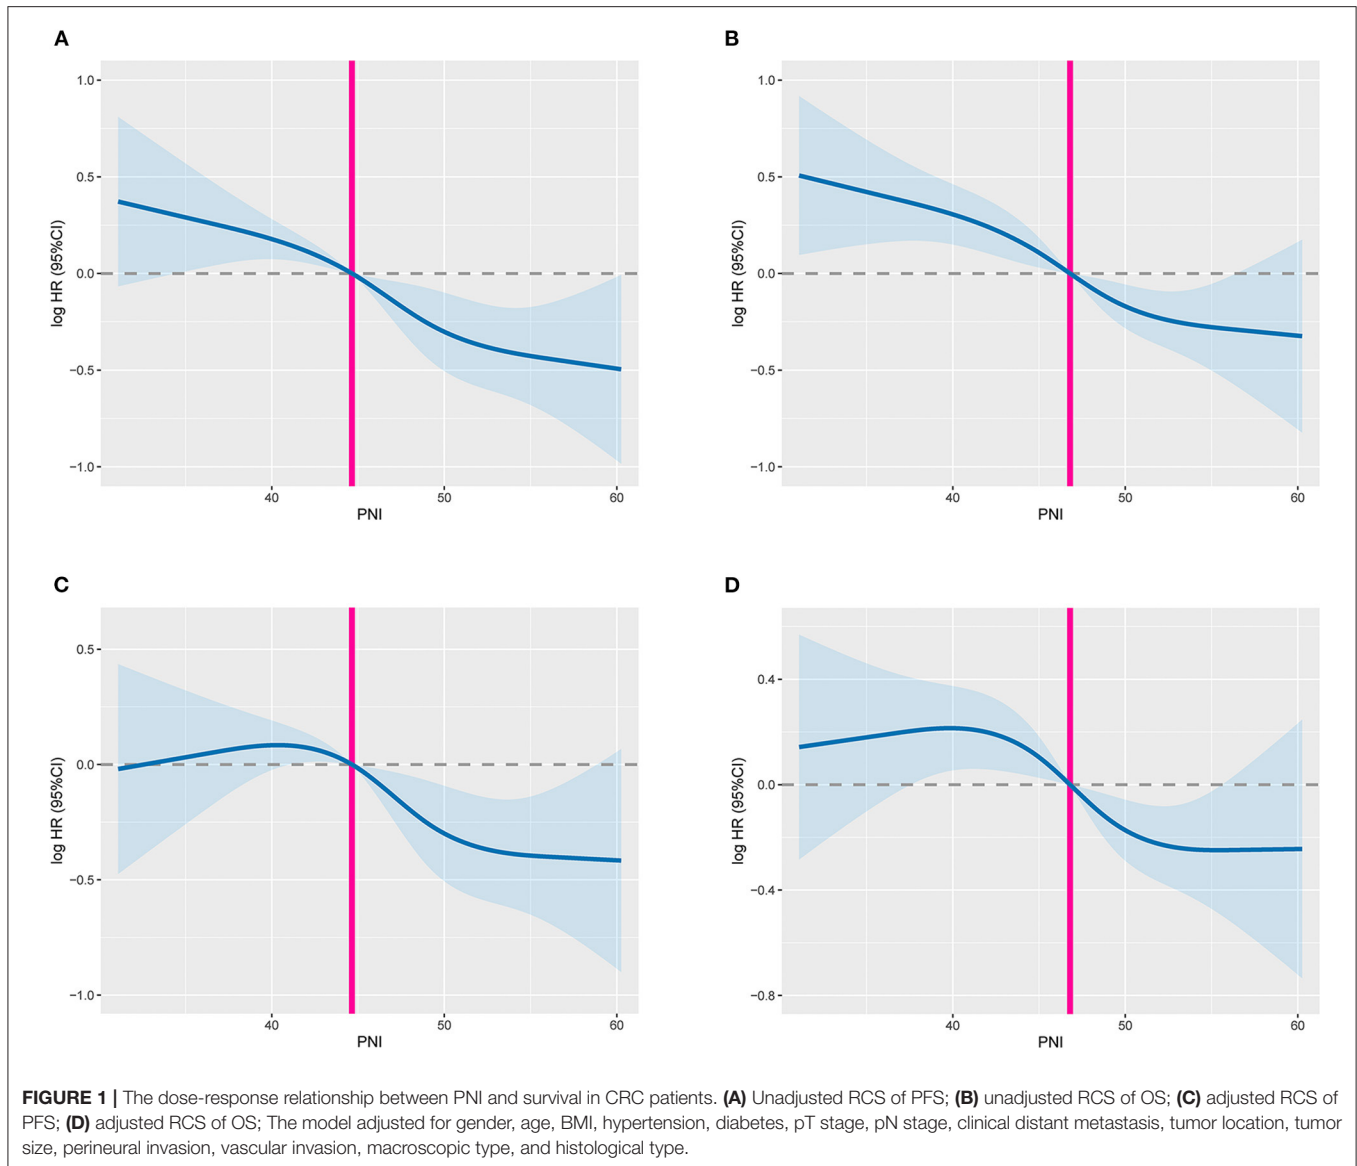 A
1.0
0.5
0.0
−0.5
−1.0
log HR (95%CI)
40
50
60
PNI
B
1.0
0.5
0.0
−0.5
−1.0
log HR (95%CI)
40
50
60
PNI
C
0.5
0.0
−0.5
−1.0
log HR (95%CI)
40
50
60
PNI
D
0.4
0.0
−0.4
−0.8
log HR (95%CI)
40
50
60
PNI
FIGURE 1 | The dose-response relationship between PNI and survival in CRC patients. (A) Unadjusted RCS of PFS; (B) unadjusted RCS of OS; (C) adjusted RCS of
PFS; (D) adjusted RCS of OS; The model adjusted for gender, age, BMI, hypertension, diabetes, pT stage, pN stage, clinical distant metastasis, tumor location, tumor
size, perineural invasion, vascular invasion, macroscopic type, and histological type.